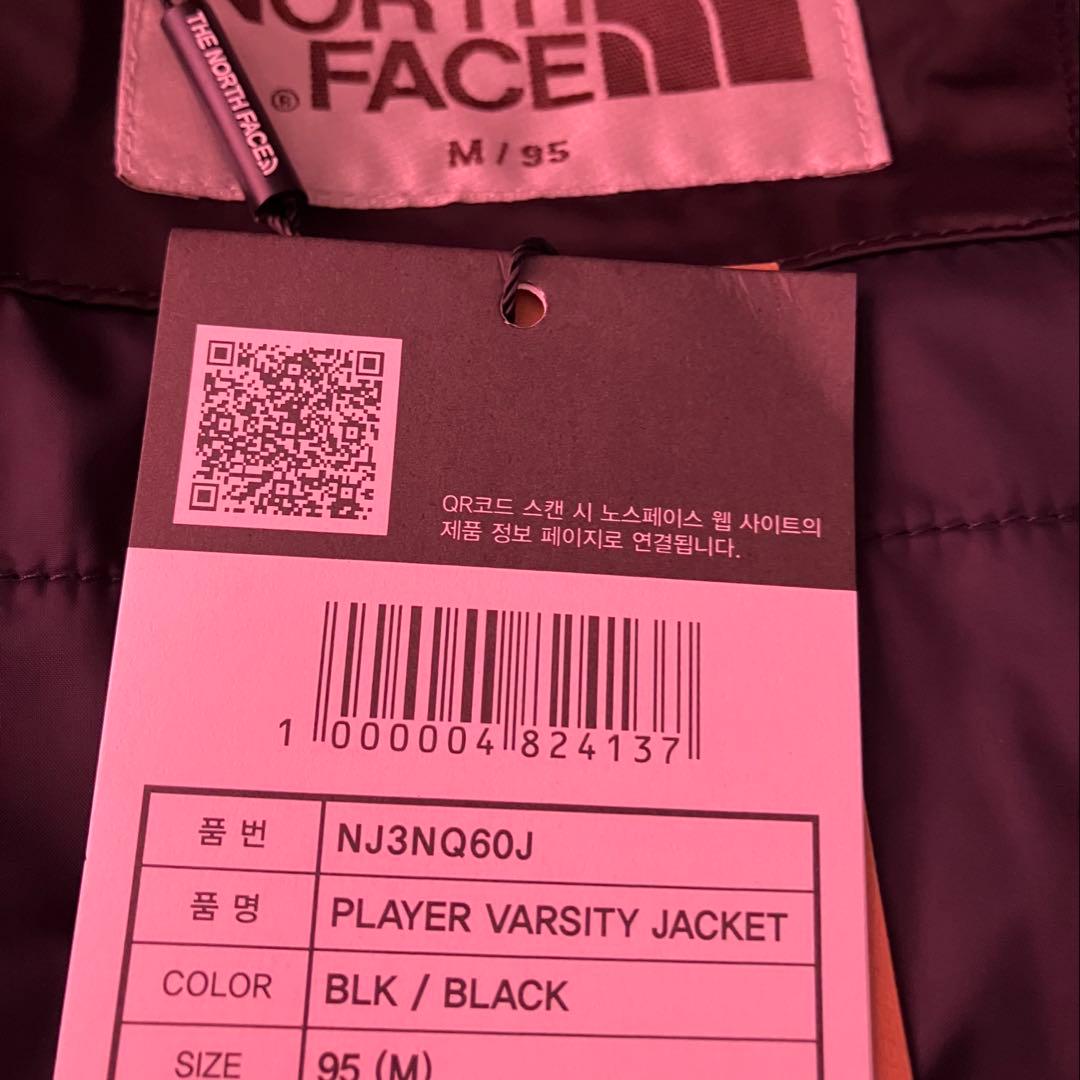 NORTH
® FACE
M / 95
THE NORTH FACE
QR코드 스캔 시 노스페이스 웹 사이트의
제품 정보 페이지로 연결됩니다.
1 000004 824137
품 번 NJ3NQ60J
품 명 PLAYER VARSITY JACKET
COLOR BLK / BLACK
SIZE 95 (M)